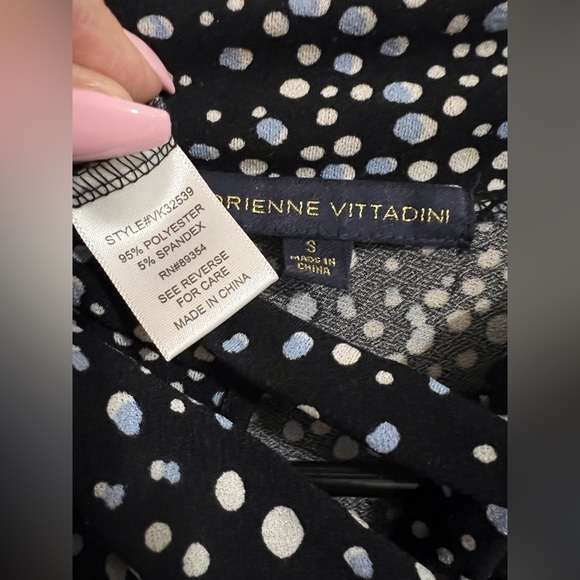 STYLE#VK32539
95% POLYESTER
5% SPANDEX
RN#89354
SEE REVERSE
FOR CARE
MADE IN CHINA
DRIENNE VITTADINI
S
MADE IN
CHINA